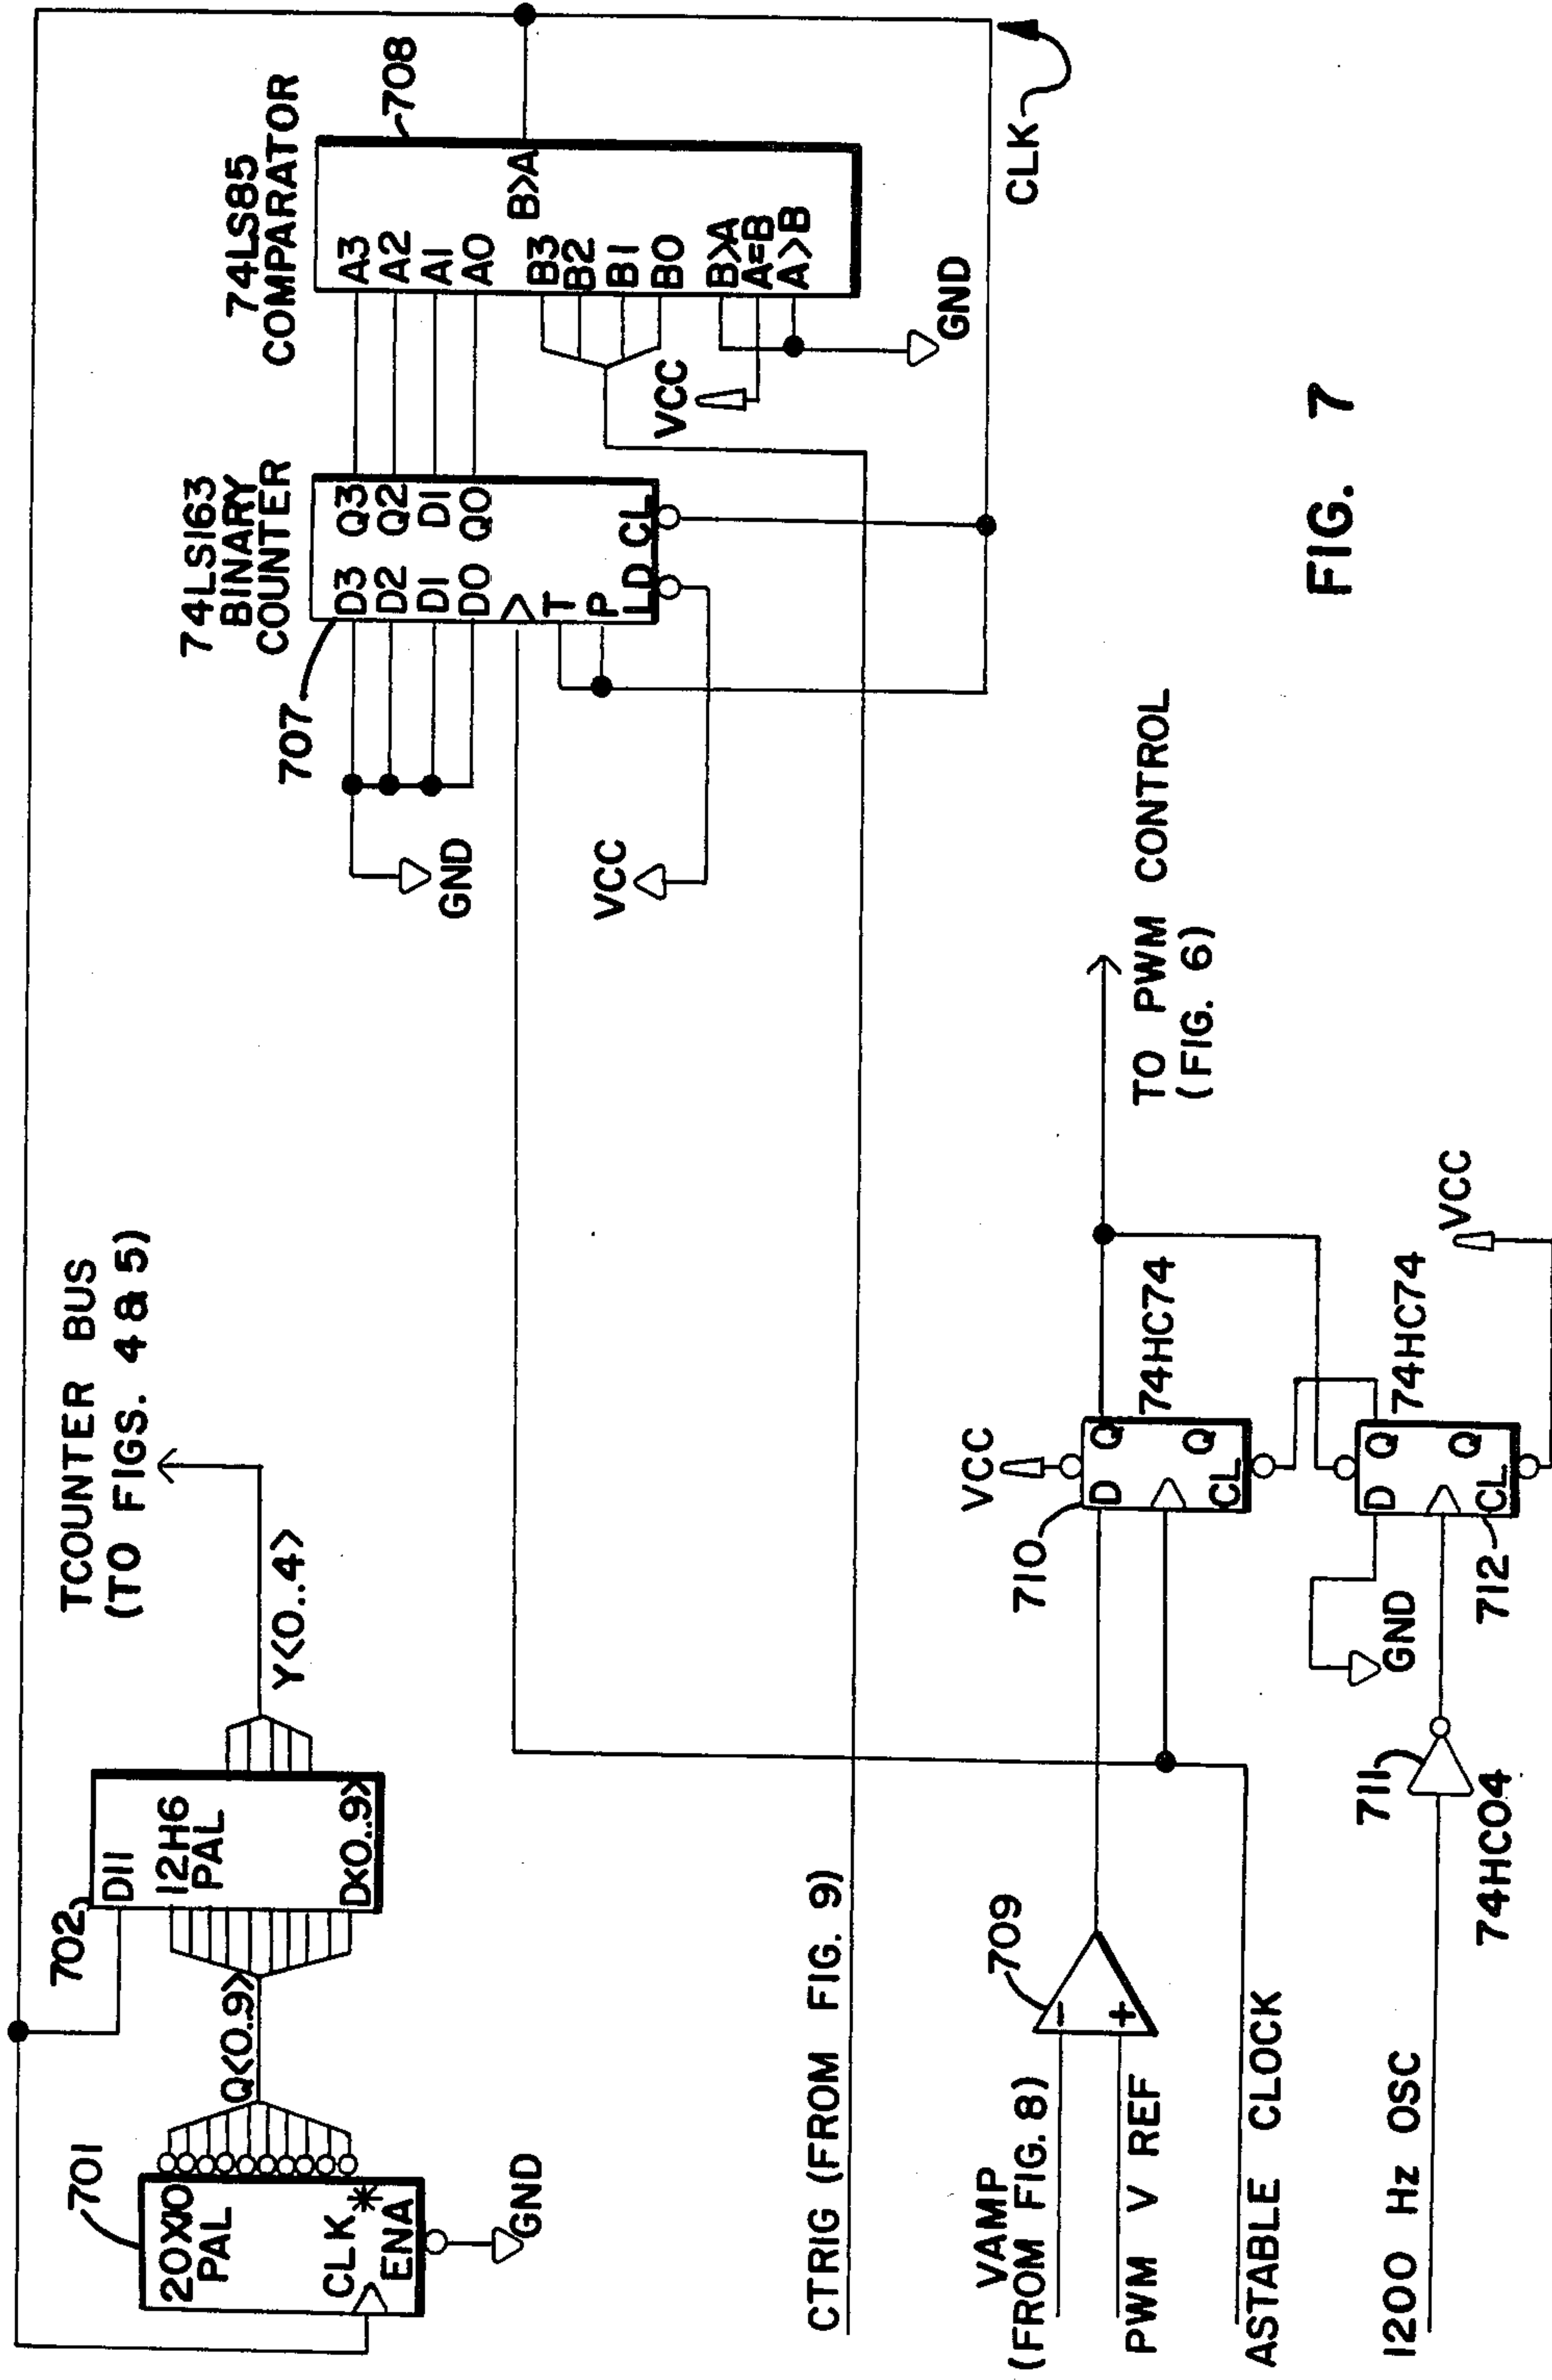 TCOUNTER BUS
(TO FIGS. 4 & 5)
701
20X10
PAL
CLK
*
ENA
GND
Q<0..9>
702
D11
12H6
PAL
D<0..9>
Y<0..4>
74LS163
BINARY
COUNTER
707
D3 Q3
D2 Q2
D1 D1
D0 Q0
T
P
LD CL
GND
VCC
74LS85
COMPARATOR
708
A3
A2
A1
A0
B>A
B3
B2
B1
B0
B>A
A=B
A>B
VCC
GND
CLK
CTRIG (FROM FIG. 9)
VAMP
(FROM FIG. 8)
PWM V REF
709
-
+
ASTABLE CLOCK
1200 Hz OSC
711
74HC04
VCC
710
D Q
Q
CL
74HC74
TO PWM CONTROL
(FIG. 6)
GND
712
D Q
Q
CL
74HC74
VCC
FIG. 7